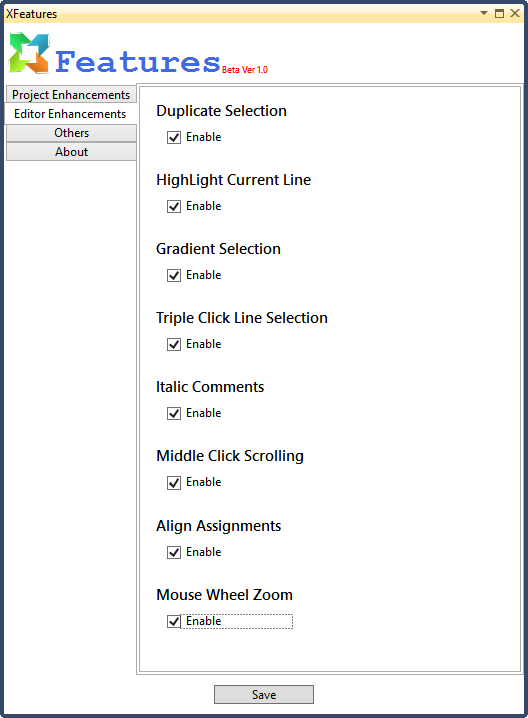 XFeatures
Features Beta Ver 1.0
Project Enhancements
Editor Enhancements
Others
About
Duplicate Selection
Enable
HighLight Current Line
Enable
Gradient Selection
Enable
Triple Click Line Selection
Enable
Italic Comments
Enable
Middle Click Scrolling
Enable
Align Assignments
Enable
Mouse Wheel Zoom
Enable
Save